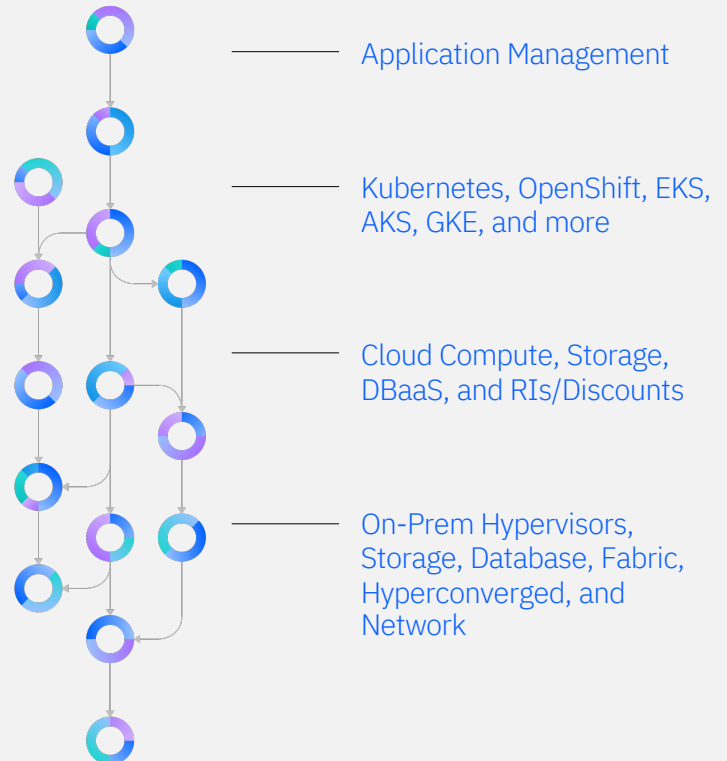 Application Management
Kubernetes, OpenShift, EKS,
AKS, GKE, and more
Cloud Compute, Storage,
DBaaS, and RIs/Discounts
On-Prem Hypervisors,
Storage, Database, Fabric,
Hyperconverged, and
Network